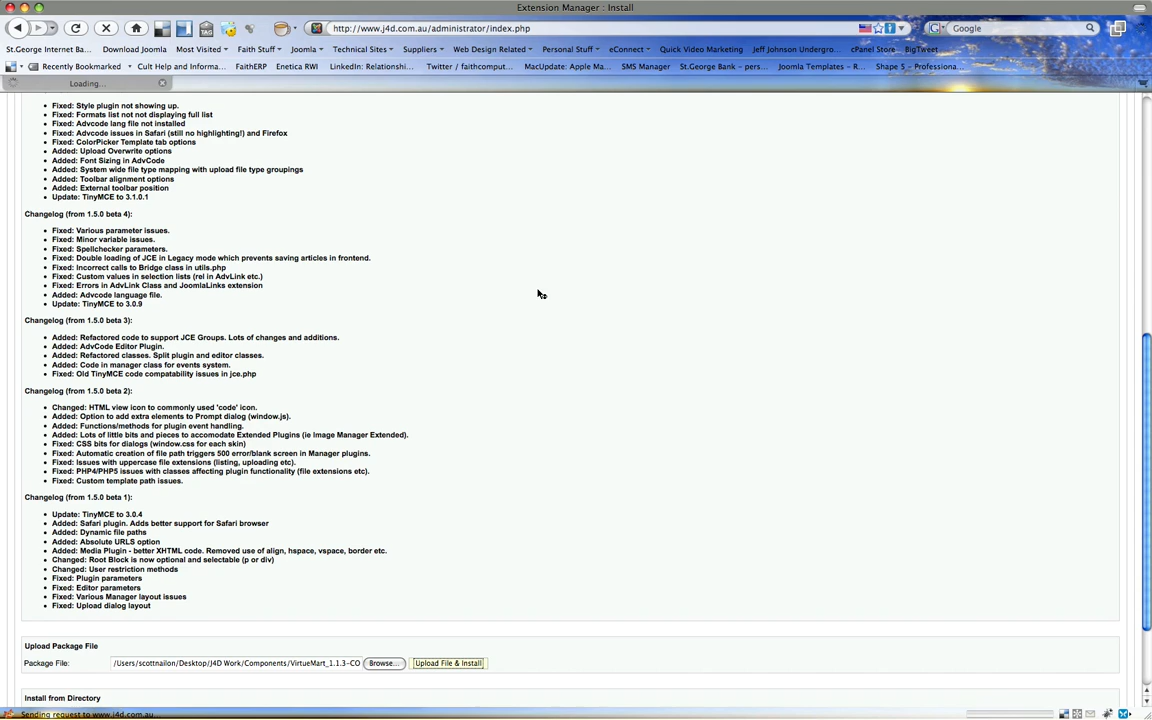 Extension Manager : Install
http://www.j4d.com.au/administrator/index.php
Google
St.George Internet Ba... Download Joomla Most Visited Faith Stuff Joomla Technical Sites Suppliers Web Design Related Personal Stuff eConnect Quick Video Marketing Jeff Johnson Undergro... cPanel Store BigTweet
Recently Bookmarked Cult Help and Informa... FaithERP Enetica RWI LinkedIn: Relationshi... Twitter / faithcomput... MacUpdate: Apple Ma... SMS Manager St.George Bank – pers... Joomla Templates – R... Shape 5 – Professiona...
Loading...
• Fixed: Style plugin not showing up.
• Fixed: Formats list not not displaying full list
• Fixed: Advcode lang file not installed
• Fixed: Advcode issues in Safari (still no highlighting!) and Firefox
• Fixed: ColorPicker Template tab options
• Added: Upload Overwrite options
• Added: Font Sizing in AdvCode
• Added: System wide file type mapping with upload file type groupings
• Added: Toolbar alignment options
• Added: External toolbar position
• Update: TinyMCE to 3.1.0.1
Changelog (from 1.5.0 beta 4):
• Fixed: Various parameter issues.
• Fixed: Minor variable issues.
• Fixed: Spellchecker parameters.
• Fixed: Double loading of JCE in Legacy mode which prevents saving articles in frontend.
• Fixed: Incorrect calls to Bridge class in utils.php
• Fixed: Custom values in selection lists (rel in AdvLink etc.)
• Fixed: Errors in AdvLink Class and JoomlaLinks extension
• Added: Advcode language file.
• Update: TinyMCE to 3.0.9
Changelog (from 1.5.0 beta 3):
• Added: Refactored code to support JCE Groups. Lots of changes and additions.
• Added: AdvCode Editor Plugin.
• Added: Refactored classes. Split plugin and editor classes.
• Added: Code in manager class for events system.
• Fixed: Old TinyMCE code compatability issues in jce.php
Changelog (from 1.5.0 beta 2):
• Changed: HTML view icon to commonly used 'code' icon.
• Added: Option to add extra elements to Prompt dialog (window.js).
• Added: Functions/methods for plugin event handling.
• Added: Lots of little bits and pieces to accomodate Extended Plugins (ie Image Manager Extended).
• Fixed: CSS bits for dialogs (window.css for each skin)
• Fixed: Automatic creation of file path triggers 500 error/blank screen in Manager plugins.
• Fixed: Issues with uppercase file extensions (listing, uploading etc).
• Fixed: PHP4/PHP5 issues with classes affecting plugin functionality (file extensions etc).
• Fixed: Custom template path issues.
Changelog (from 1.5.0 beta 1):
• Update: TinyMCE to 3.0.4
• Added: Safari plugin. Adds better support for Safari browser
• Added: Dynamic file paths
• Added: Absolute URLS option
• Added: Media Plugin - better XHTML code. Removed use of align, hspace, vspace, border etc.
• Changed: Root Block is now optional and selectable (p or div)
• Changed: User restriction methods
• Fixed: Plugin parameters
• Fixed: Editor parameters
• Fixed: Various Manager layout issues
• Fixed: Upload dialog layout
Upload Package File
Package File: /Users/scottnailon/Desktop/J4D Work/Components/VirtueMart_1.1.3-CO Browse... Upload File & Install
Install from Directory
Sending request to www.j4d.com.au...